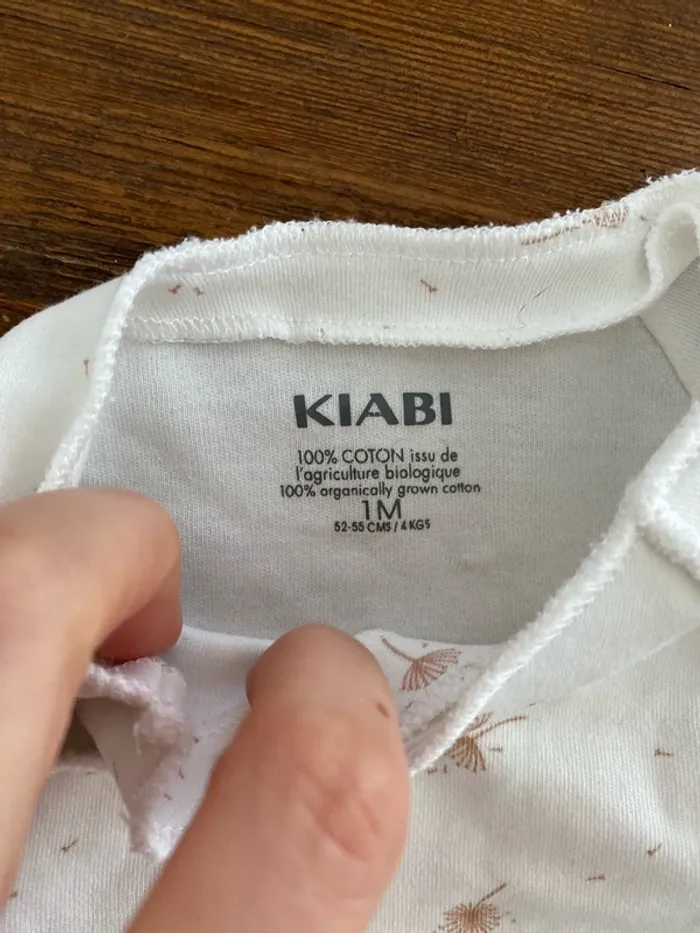 KIABI
100% COTON issu de
l'agriculture biologique
100% organically grown cotton
1M
52-55 CMS / 4 KGS